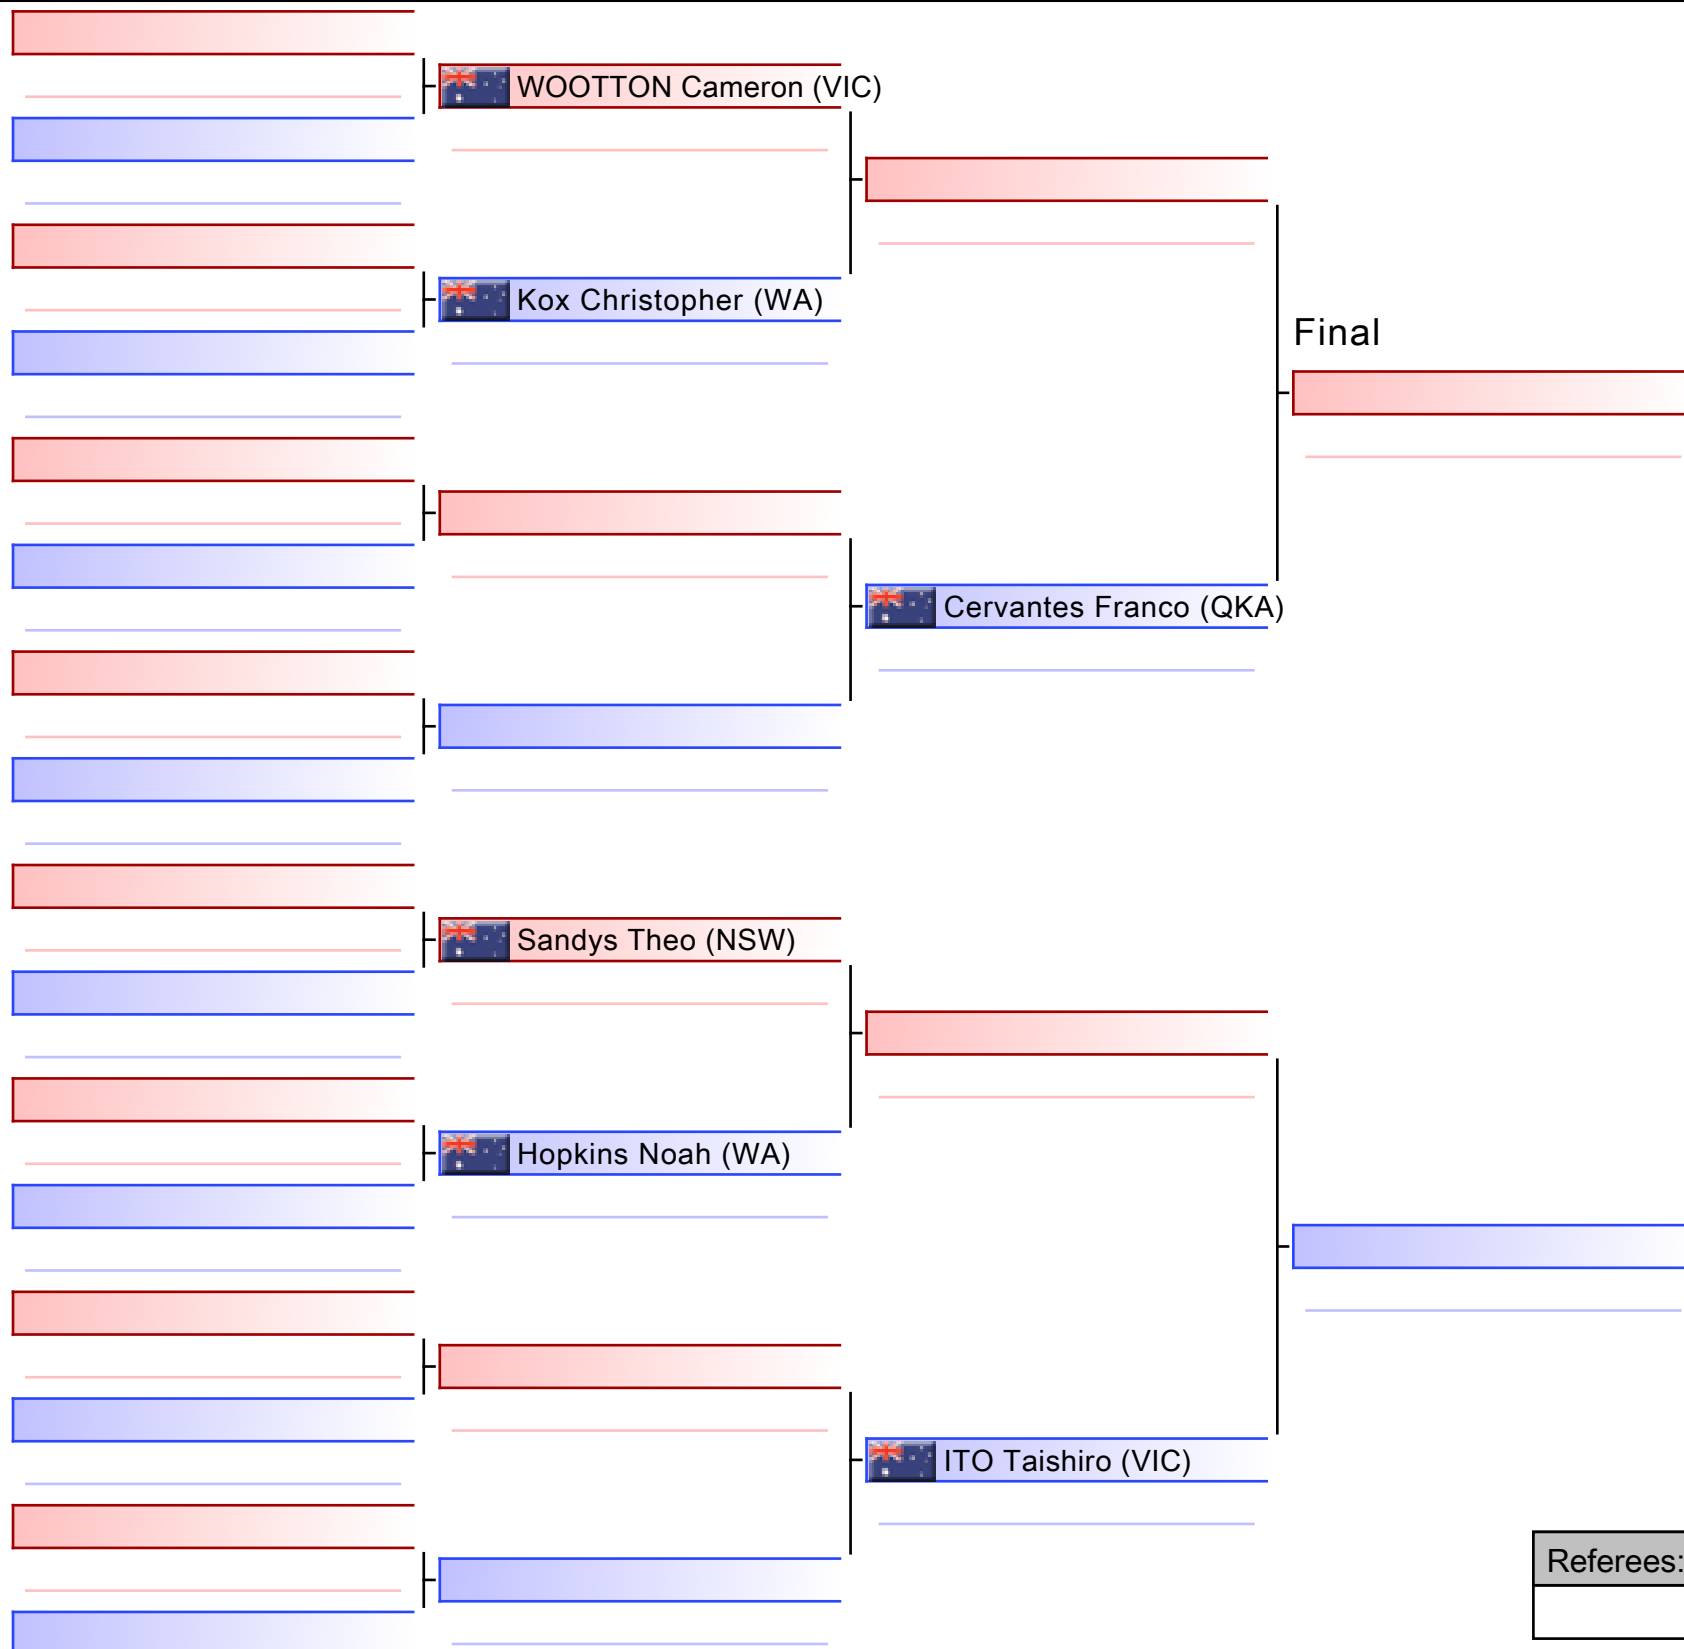 WOOTTON Cameron (VIC)
Kox Christopher (WA)
Final
Cervantes Franco (QKA)
Sandys Theo (NSW)
Hopkins Noah (WA)
ITO Taishiro (VIC)
Referees: